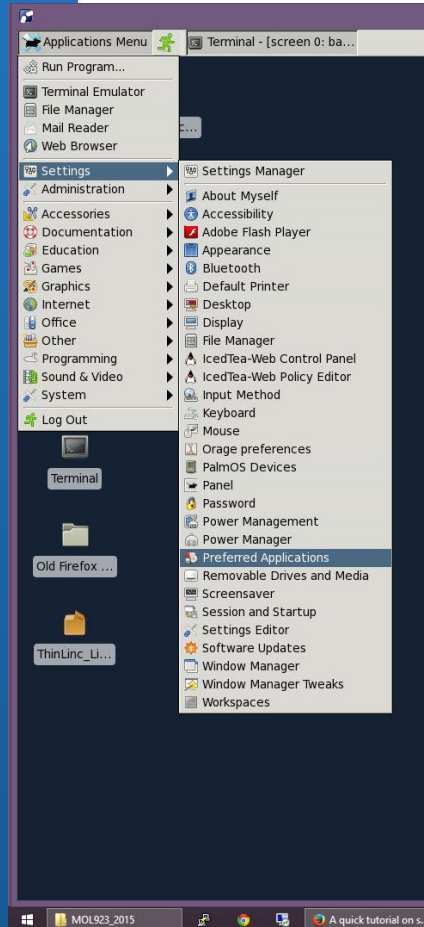 Applications Menu
Terminal - [screen 0: ba...
Run Program...
Terminal Emulator
File Manager
Mail Reader
Web Browser
Settings
Administration
Accessories
Documentation
Education
Games
Graphics
Internet
Office
Other
Programming
Sound & Video
System
Log Out
Settings Manager
About Myself
Accessibility
Adobe Flash Player
Appearance
Bluetooth
Default Printer
Desktop
Display
File Manager
IcedTea-Web Control Panel
IcedTea-Web Policy Editor
Input Method
Keyboard
Mouse
Orage preferences
PalmOS Devices
Panel
Password
Power Management
Power Manager
Preferred Applications
Removable Drives and Media
Screensaver
Session and Startup
Settings Editor
Software Updates
Window Manager
Window Manager Tweaks
Workspaces
Terminal
Old Firefox ...
ThinLinc_Li...
MOL923_2015
A quick tutorial on s...